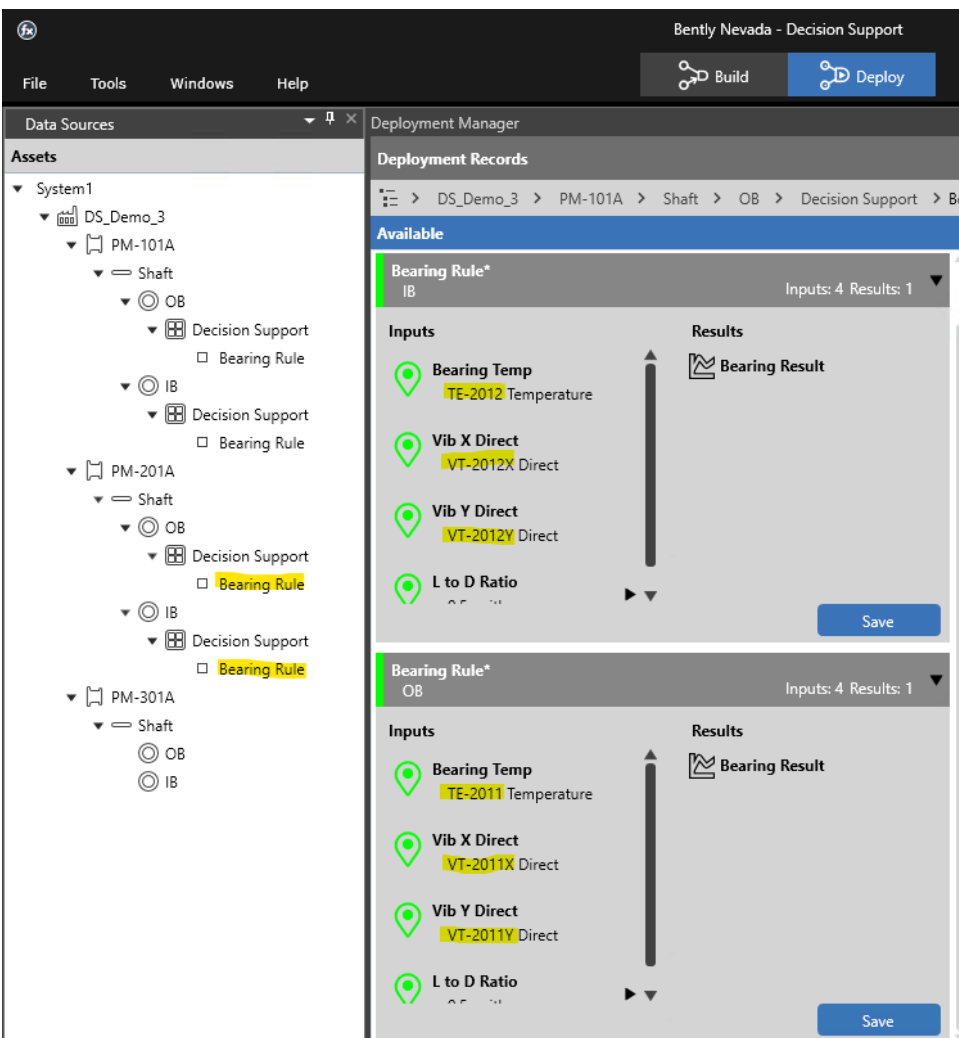 fx
Bently Nevada - Decision Support
File Tools Windows Help
Build Deploy
Data Sources
Assets
System1
DS_Demo_3
PM-101A
Shaft
OB
Decision Support
Bearing Rule
IB
Decision Support
Bearing Rule
PM-201A
Shaft
OB
Decision Support
Bearing Rule
IB
Decision Support
Bearing Rule
PM-301A
Shaft
OB
IB
Deployment Manager
Deployment Records
> DS_Demo_3 > PM-101A > Shaft > OB > Decision Support >
Available
Bearing Rule*
IB Inputs: 4 Results: 1
Inputs Results
Bearing Temp Bearing Result
TE-2012 Temperature
Vib X Direct
VT-2012X Direct
Vib Y Direct
VT-2012Y Direct
L to D Ratio
Save
Bearing Rule*
OB Inputs: 4 Results: 1
Inputs Results
Bearing Temp Bearing Result
TE-2011 Temperature
Vib X Direct
VT-2011X Direct
Vib Y Direct
VT-2011Y Direct
L to D Ratio
Save